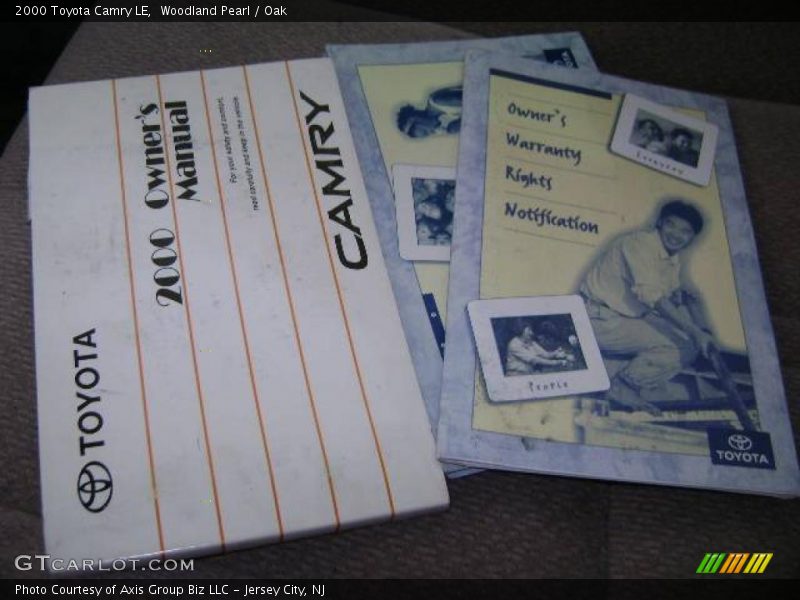 2000 Toyota Camry LE,  Woodland Pearl / Oak
TOYOTA
2000 Owner's
Manual
For your safety and comfort,
read carefully and keep in the vehicle.
CAMRY
Owner's
Warranty
Rights
Notification
Everyday
People
TOYOTA
GTCARLOT.COM
Photo Courtesy of Axis Group Biz LLC – Jersey City, NJ